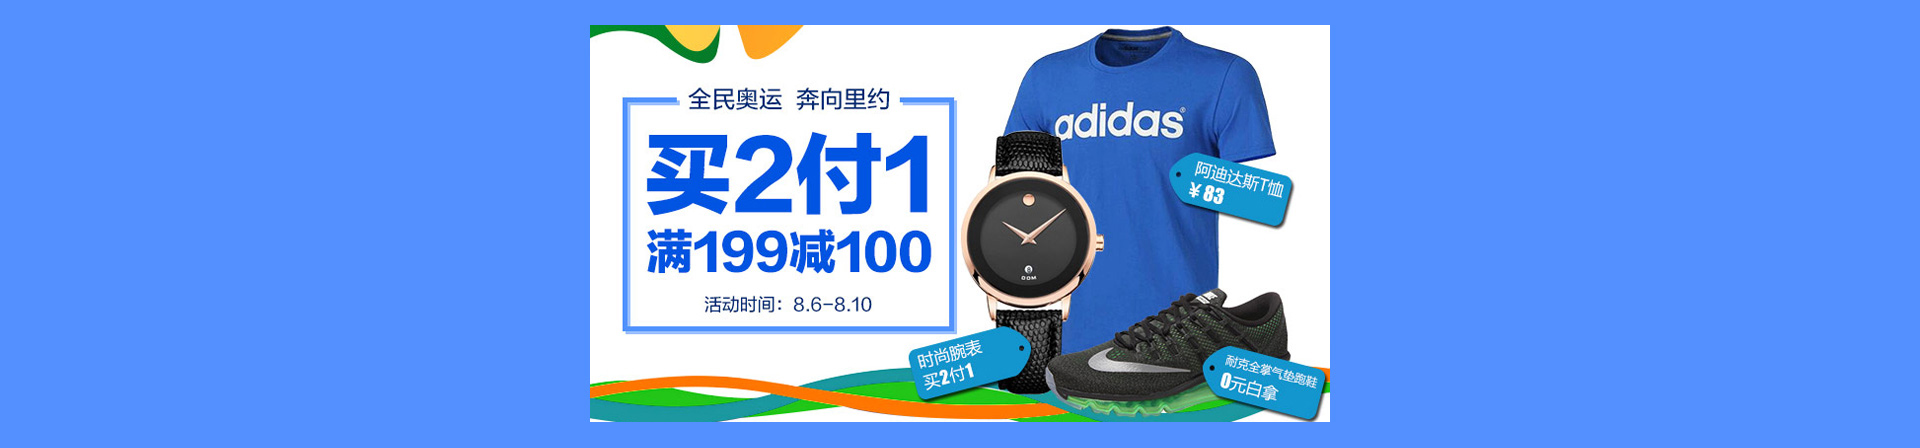 全民奥运 奔向里约
买2付1
满199减100
活动时间：8.6-8.10
adidas
阿迪达斯T恤
￥83
时尚腕表
买2付1
耐克全掌气垫跑鞋
0元白拿
DOM